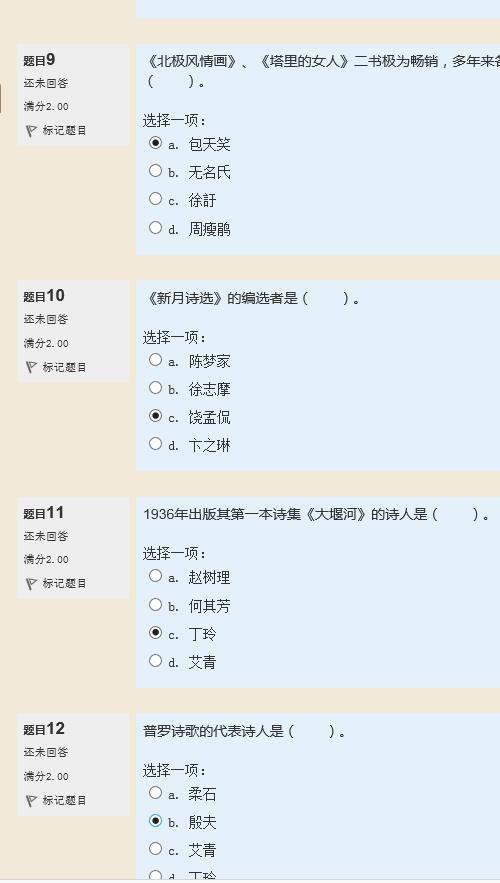 题目9
还未回答
满分2.00
标记题目
《北极风情画》、《塔里的女人》二书极为畅销，多年来
（　　）。
选择一项：
a. 包天笑
b. 无名氏
c. 徐訏
d. 周瘦鹃
题目10
还未回答
满分2.00
标记题目
《新月诗选》的编选者是（　　）。
选择一项：
a. 陈梦家
b. 徐志摩
c. 饶孟侃
d. 卞之琳
题目11
还未回答
满分2.00
标记题目
1936年出版其第一本诗集《大堰河》的诗人是（　　）。
选择一项：
a. 赵树理
b. 何其芳
c. 丁玲
d. 艾青
题目12
还未回答
满分2.00
标记题目
普罗诗歌的代表诗人是（　　）。
选择一项：
a. 柔石
b. 殷夫
c. 艾青
d. 丁玲